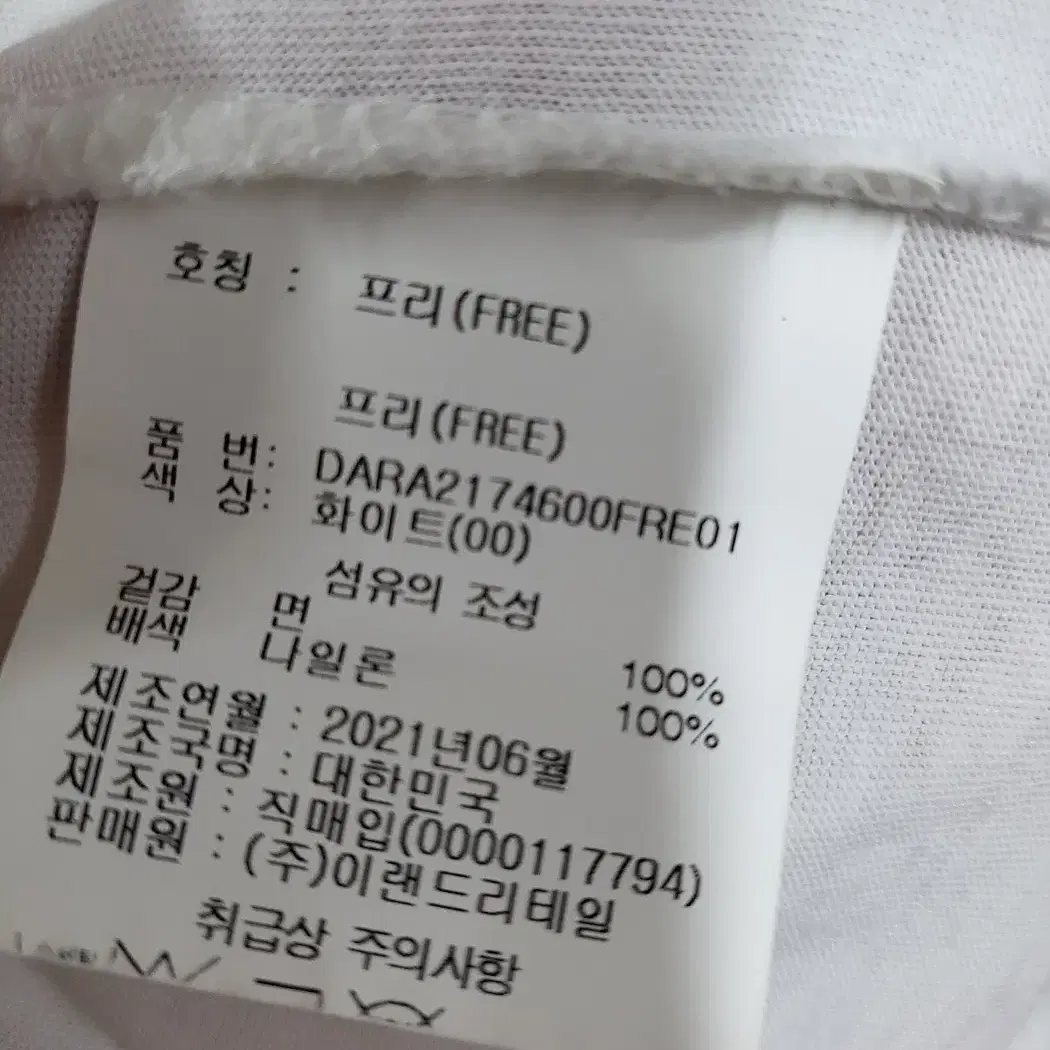 호칭 : 프리(FREE)
프리(FREE)
품 번: DARA2174600FRE01
색 상: 화이트(00)
섬유의 조성
겉감 면 100%
배색 나일론 100%
제조연월 : 2021년06월
제조국명 : 대한민국
제조원 : 직매입(0000117794)
판매원 : (주)이랜드리테일
취급상 주의사항